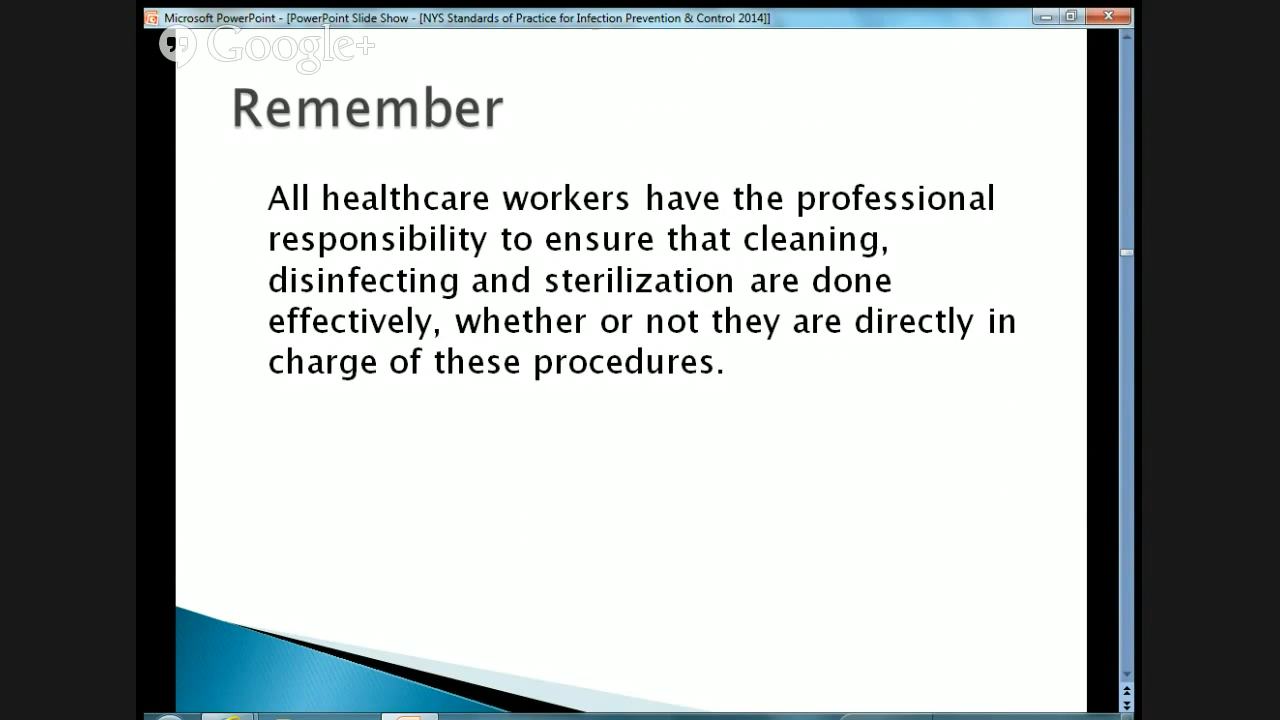 Microsoft PowerPoint - [PowerPoint Slide Show - [NYS Standards of Practice for Infection Prevention & Control 2014]]
Google+
Remember
All healthcare workers have the professional
responsibility to ensure that cleaning,
disinfecting and sterilization are done
effectively, whether or not they are directly in
charge of these procedures.